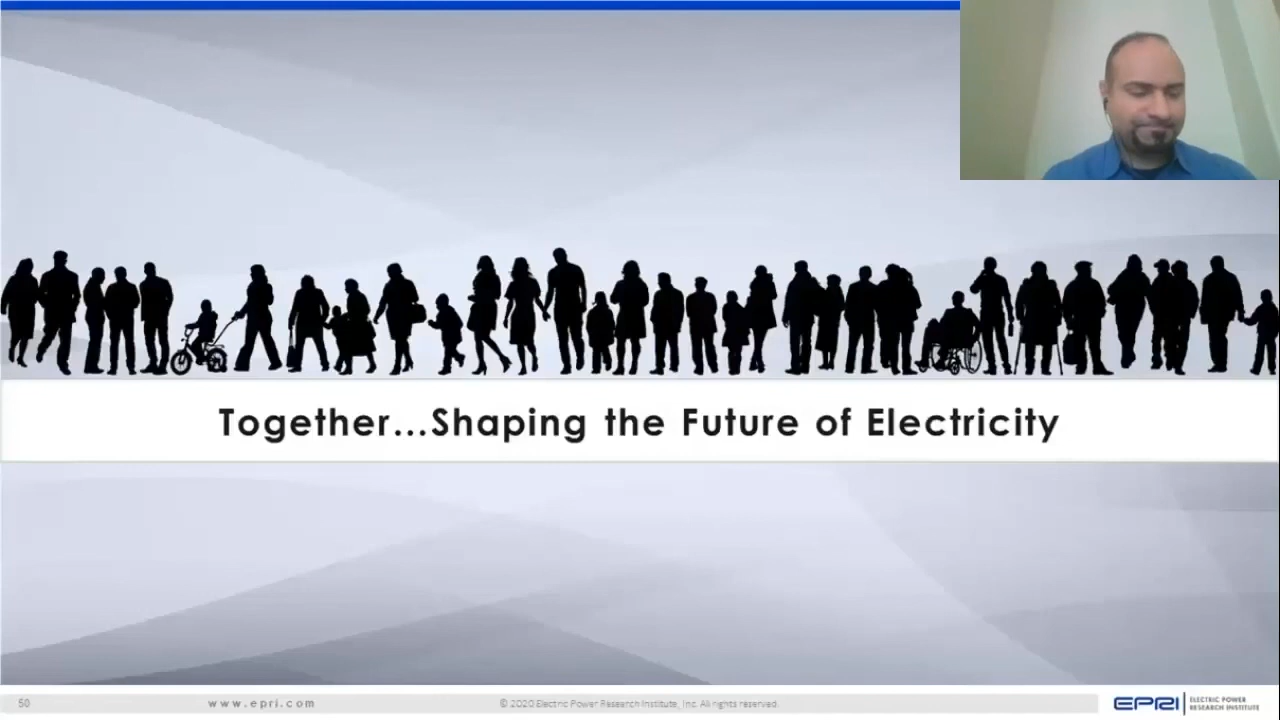 Together...Shaping the Future of Electricity
50
www.epri.com
© 2020 Electric Power Research Institute, Inc. All rights reserved.
EPRI
ELECTRIC POWER
RESEARCH INSTITUTE